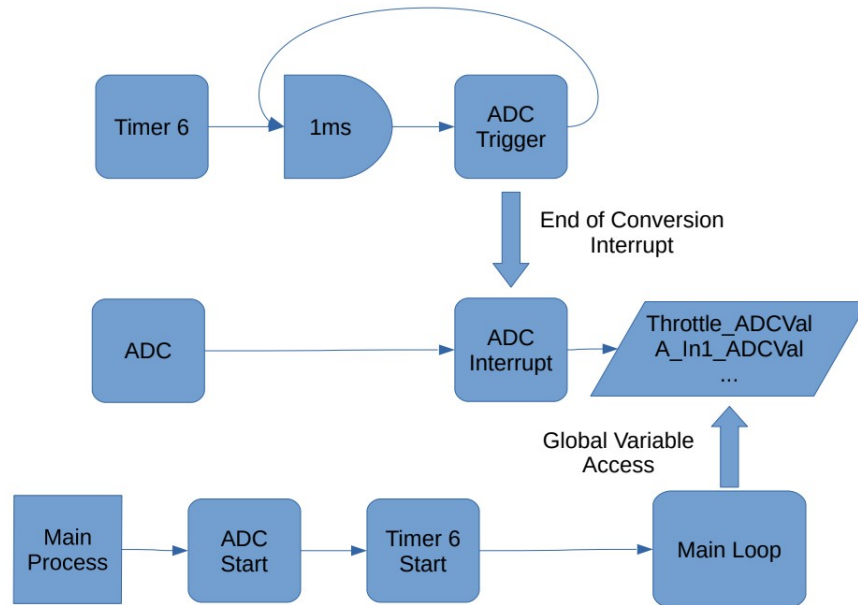 Timer 6
1ms
ADC
Trigger
End of Conversion
Interrupt
ADC
ADC
Interrupt
Throttle_ADCVal
A_In1_ADCVal
...
Global Variable
Access
Main
Process
ADC
Start
Timer 6
Start
Main Loop